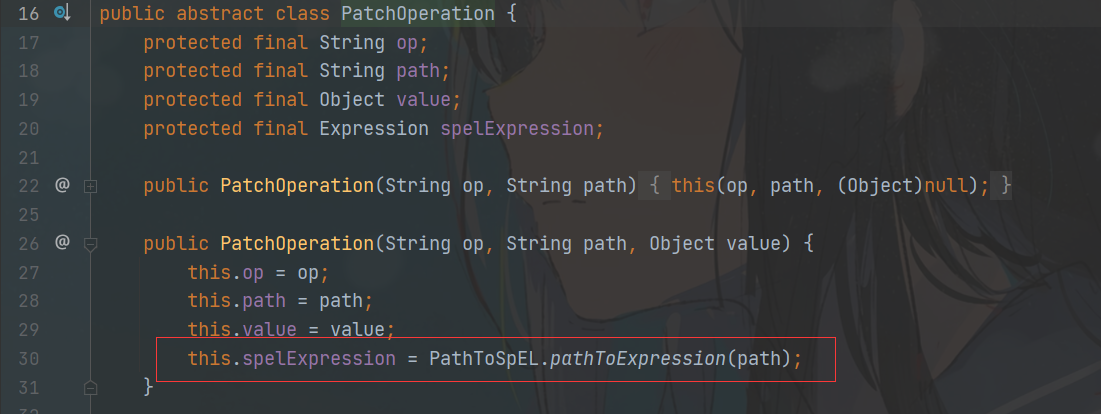 16 public abstract class PatchOperation {
17 protected final String op;
18 protected final String path;
19 protected final Object value;
20 protected final Expression spelExpression;
21
22 @ public PatchOperation(String op, String path) { this(op, path, (Object)null); }
25
26 @ public PatchOperation(String op, String path, Object value) {
27 this.op = op;
28 this.path = path;
29 this.value = value;
30 this.spelExpression = PathToSpEL.pathToExpression(path);
31 }